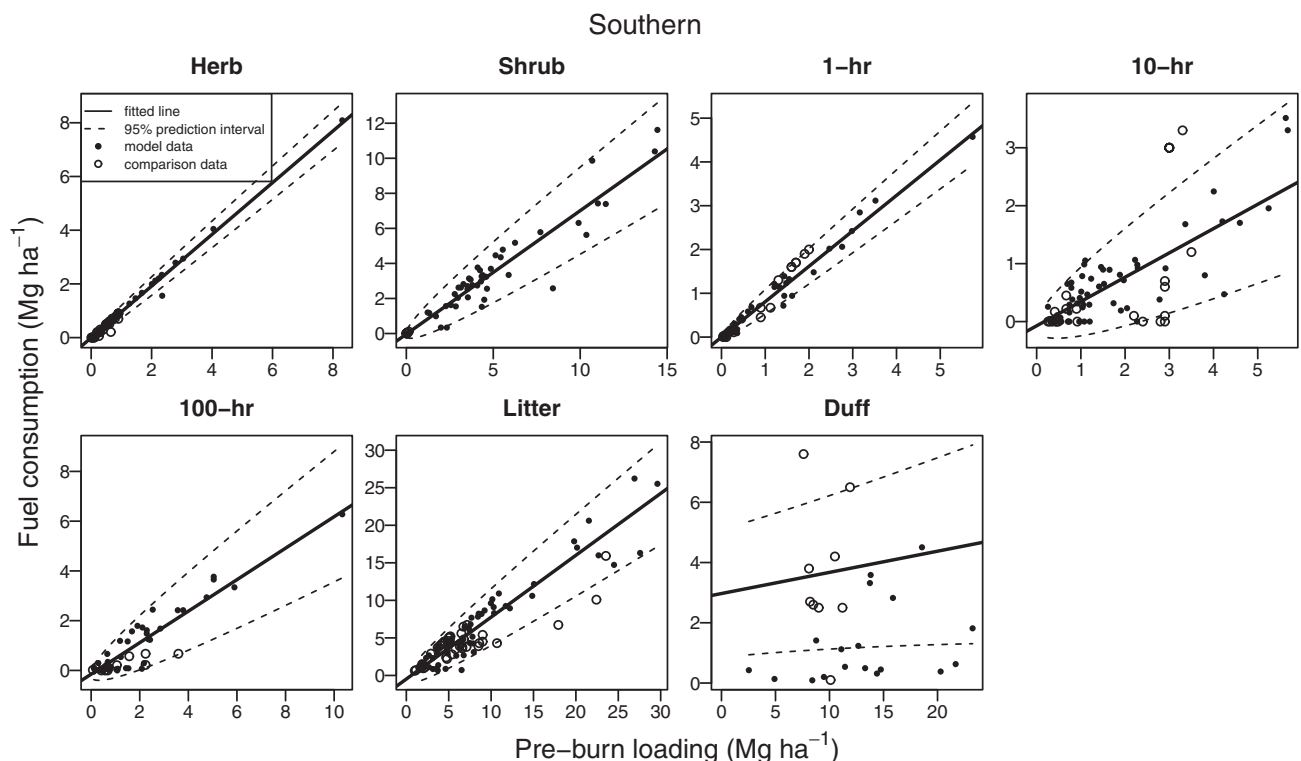 Southern
Herb
Shrub
1−hr
10−hr
fitted line
95% prediction interval
model data
comparison data
0
2
4
6
8
0 2 4 6 8
0
2
4
6
8
10
12
0 5 10 15
0
1
2
3
4
5
0 1 2 3 4 5
0
1
2
3
0 1 2 3 4 5
100−hr
Litter
Duff
0
2
4
6
8
0 2 4 6 8 10
0
5
10
15
20
25
30
0 5 10 15 20 25 30
0
2
4
6
8
5 10 15 20
Fuel consumption (Mg ha⁻¹)
Pre−burn loading (Mg ha⁻¹)